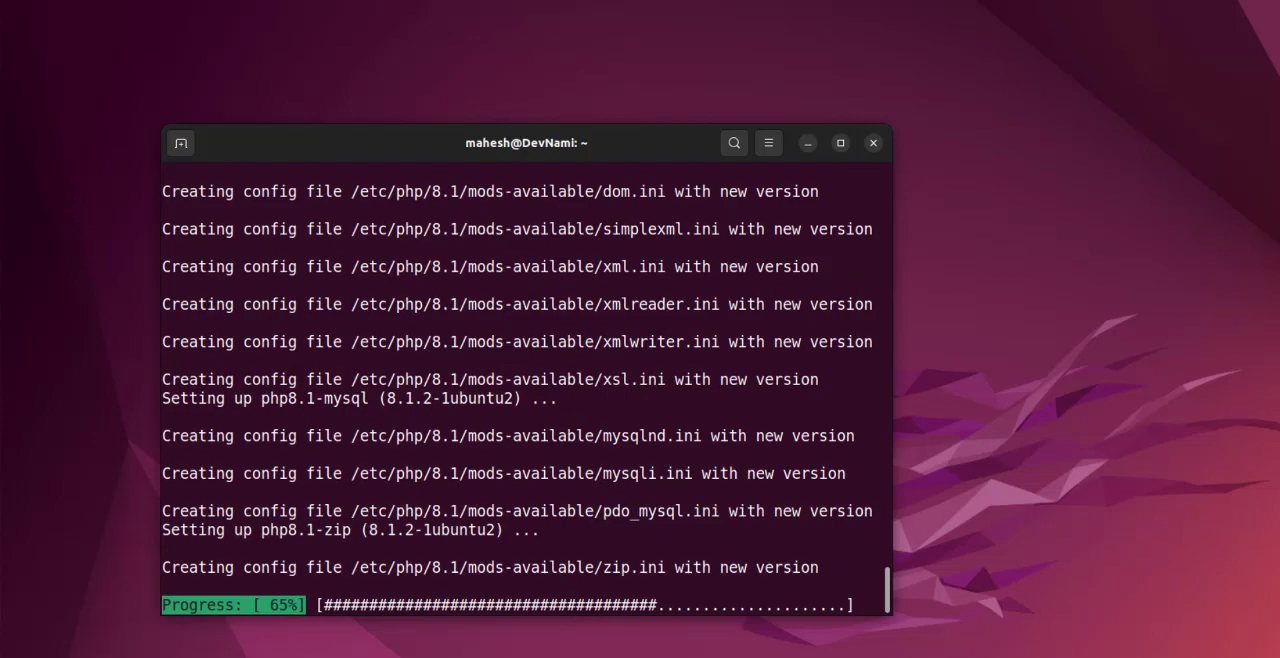 mahesh@DevNami: ~
Creating config file /etc/php/8.1/mods-available/dom.ini with new version
Creating config file /etc/php/8.1/mods-available/simplexml.ini with new version
Creating config file /etc/php/8.1/mods-available/xml.ini with new version
Creating config file /etc/php/8.1/mods-available/xmlreader.ini with new version
Creating config file /etc/php/8.1/mods-available/xmlwriter.ini with new version
Creating config file /etc/php/8.1/mods-available/xsl.ini with new version
Setting up php8.1-mysql (8.1.2-1ubuntu2) ...
Creating config file /etc/php/8.1/mods-available/mysqlnd.ini with new version
Creating config file /etc/php/8.1/mods-available/mysqli.ini with new version
Creating config file /etc/php/8.1/mods-available/pdo_mysql.ini with new version
Setting up php8.1-zip (8.1.2-1ubuntu2) ...
Creating config file /etc/php/8.1/mods-available/zip.ini with new version
Progress: [ 65%] [#####################################.....................]